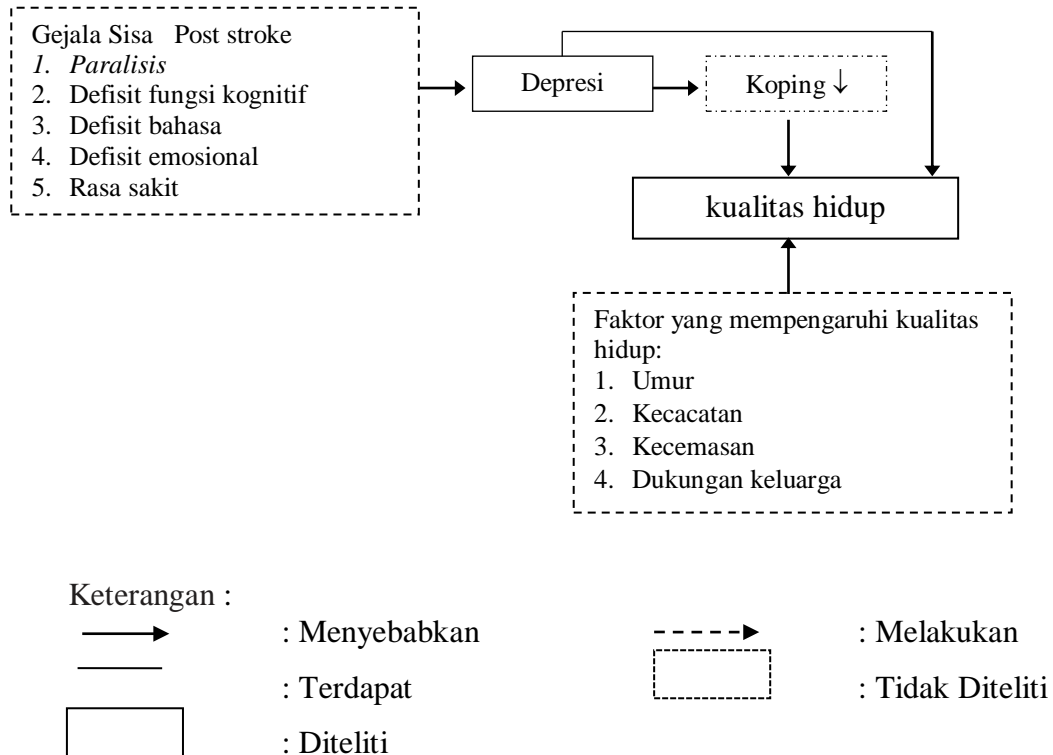 Gejala Sisa Post stroke
1. Paralisis
2. Defisit fungsi kognitif
3. Defisit bahasa
4. Defisit emosional
5. Rasa sakit
Depresi
Koping ↓
kualitas hidup
Faktor yang mempengaruhi kualitas
hidup:
1. Umur
2. Kecacatan
3. Kecemasan
4. Dukungan keluarga
Keterangan :
: Menyebabkan
: Melakukan
: Terdapat
: Tidak Diteliti
: Diteliti